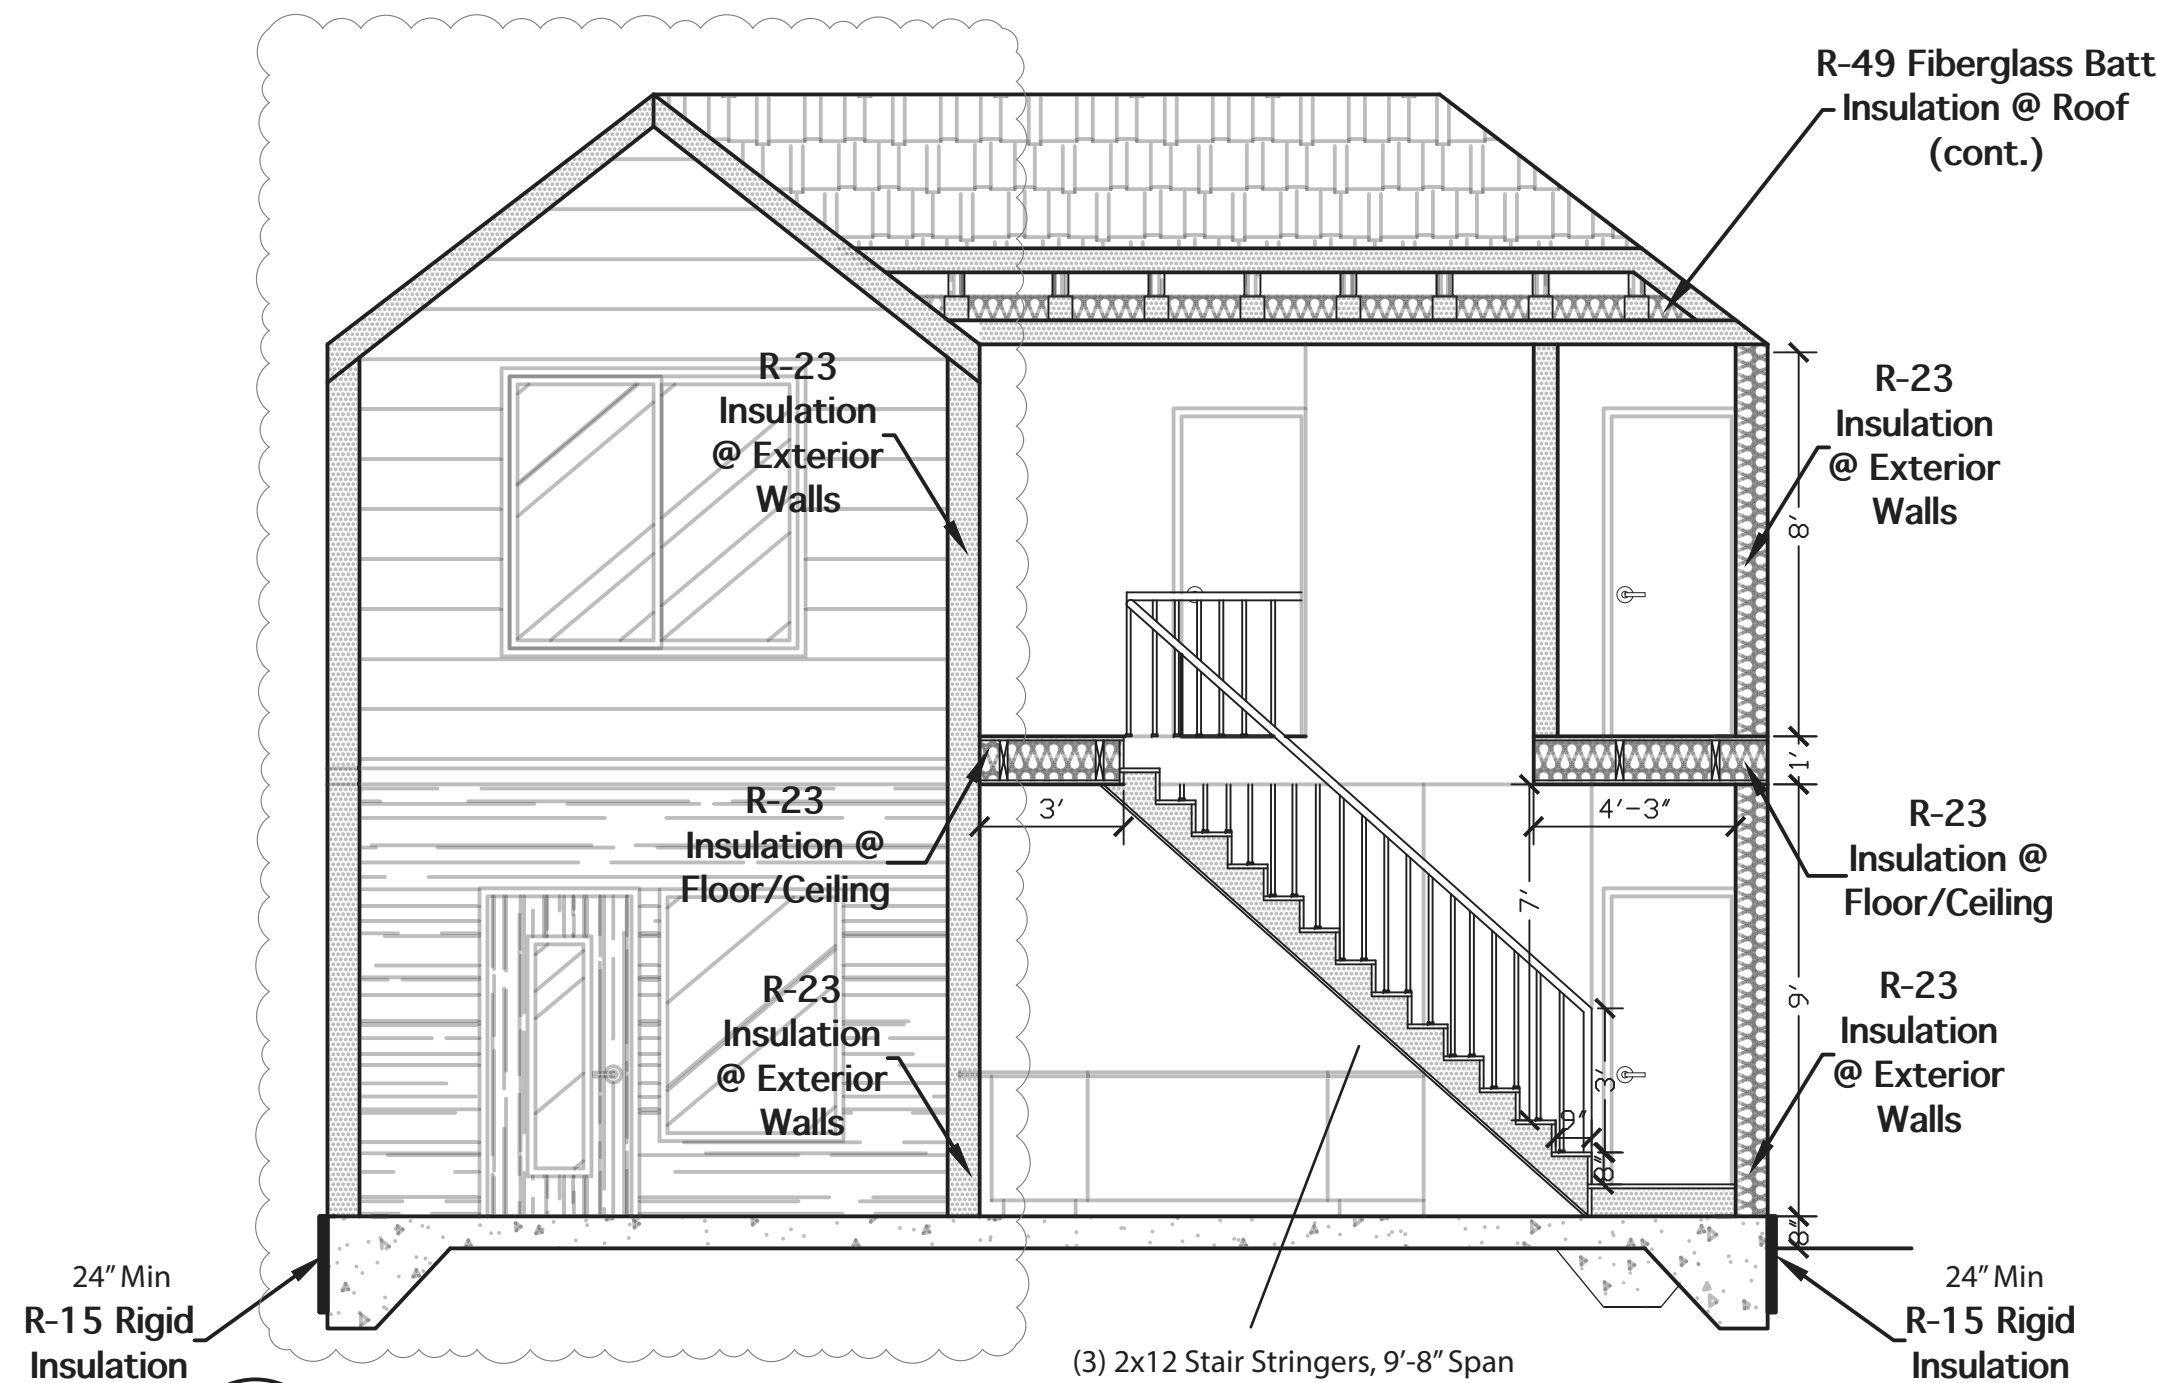 R-49 Fiberglass Batt
Insulation @ Roof
(cont.)
R-23
Insulation
@ Exterior
Walls
R-23
Insulation
@ Exterior
Walls
8'
1'
R-23
Insulation @
Floor/Ceiling
3'
4'-3"
R-23
Insulation @
Floor/Ceiling
7'
9'
R-23
Insulation
@ Exterior
Walls
R-23
Insulation
@ Exterior
Walls
3'
9"
8"
8"
24" Min
R-15 Rigid
Insulation
24" Min
R-15 Rigid
Insulation
(3) 2x12 Stair Stringers, 9'-8" Span